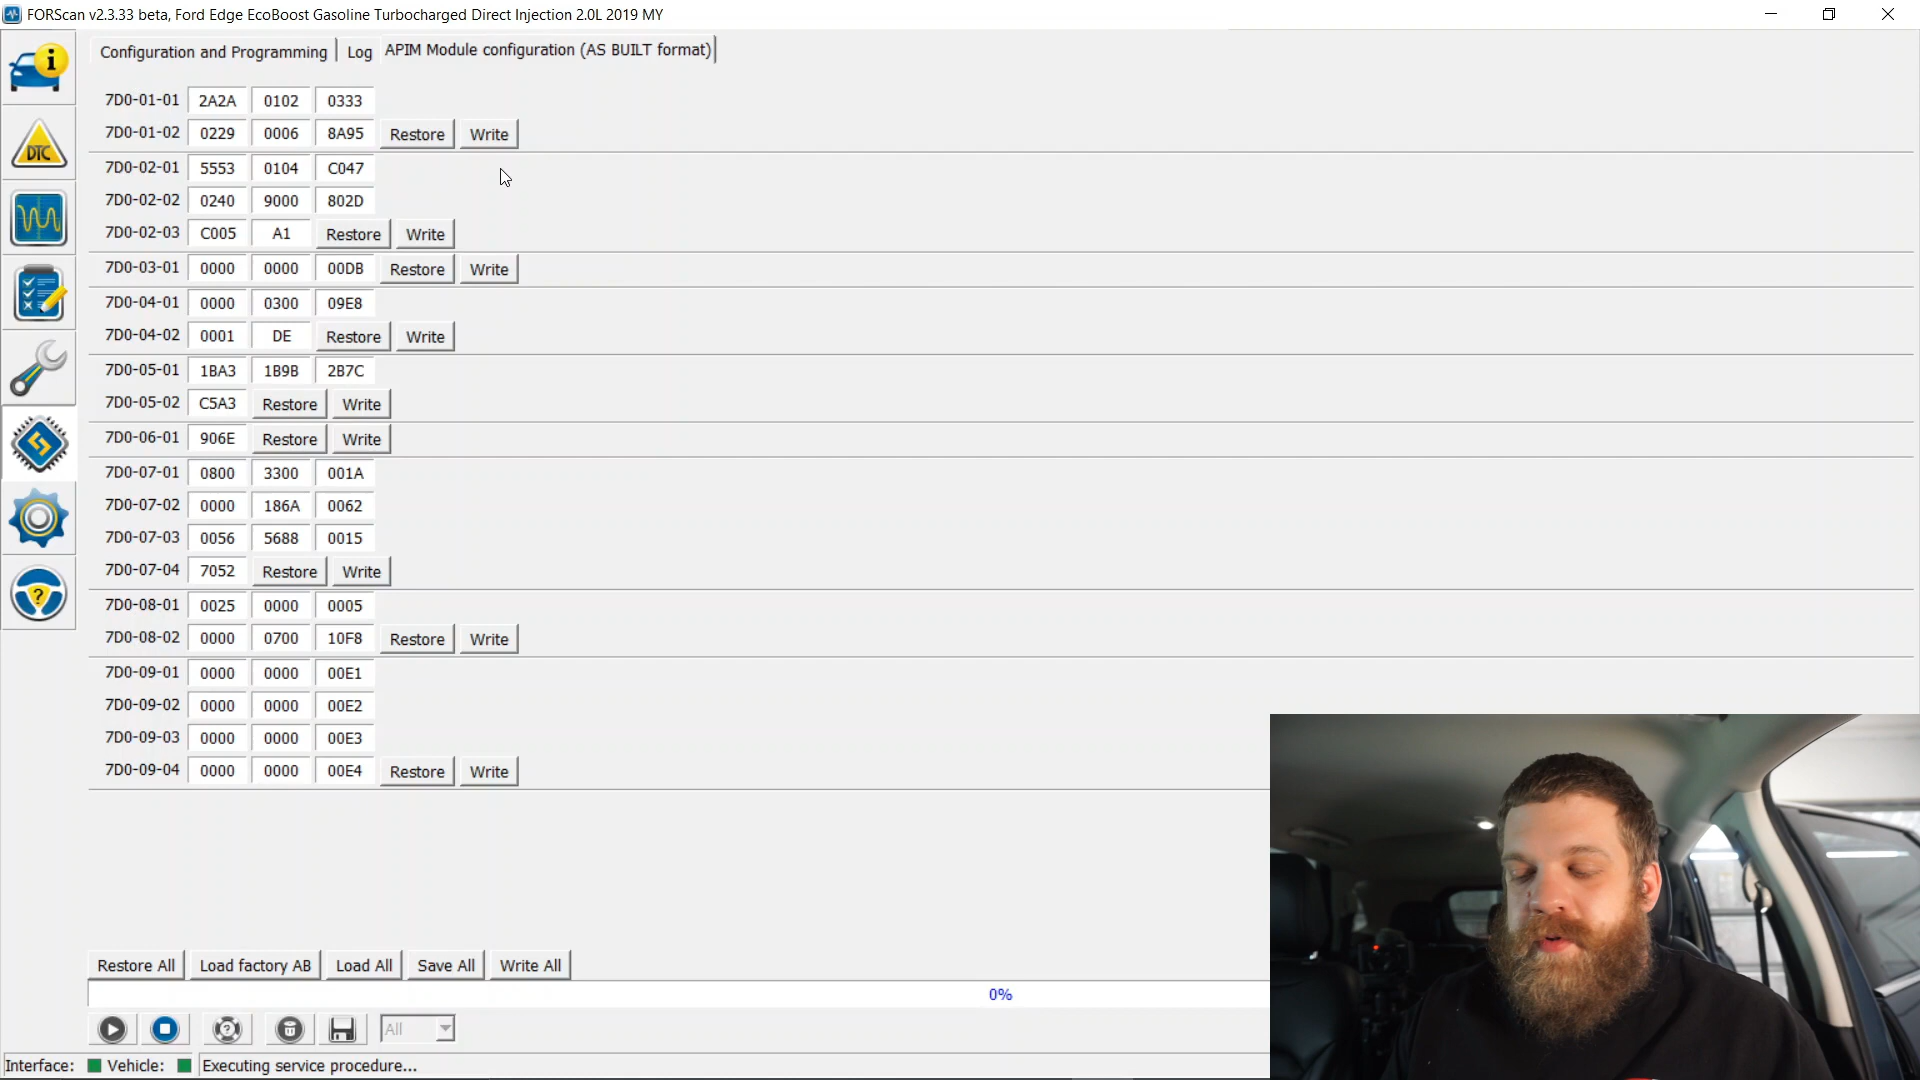 FORScan v2.3.33 beta, Ford Edge EcoBoost Gasoline Turbocharged Direct Injection 2.0L 2019 MY
Configuration and Programming Log APIM Module configuration (AS BUILT format)
7D0-01-01 2A2A 0102 0333
7D0-01-02 0229 0006 8A95 Restore Write
7D0-02-01 5553 0104 C047
7D0-02-02 0240 9000 802D
7D0-02-03 C005 A1 Restore Write
7D0-03-01 0000 0000 00DB Restore Write
7D0-04-01 0000 0300 09E8
7D0-04-02 0001 DE Restore Write
7D0-05-01 1BA3 1B9B 2B7C
7D0-05-02 C5A3 Restore Write
7D0-06-01 906E Restore Write
7D0-07-01 0800 3300 001A
7D0-07-02 0000 186A 0062
7D0-07-03 0056 5688 0015
7D0-07-04 7052 Restore Write
7D0-08-01 0025 0000 0005
7D0-08-02 0000 0700 10F8 Restore Write
7D0-09-01 0000 0000 00E1
7D0-09-02 0000 0000 00E2
7D0-09-03 0000 0000 00E3
7D0-09-04 0000 0000 00E4 Restore Write
Restore All Load factory AB Load All Save All Write All
0%
All
Interface: Vehicle: Executing service procedure...
i
DTC
?
?